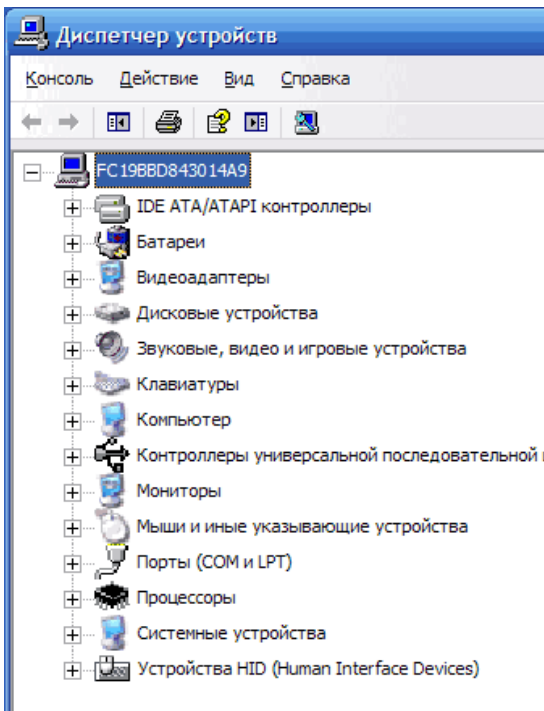 Диспетчер устройств
Консоль Действие Вид Справка
FC19BBD843014A9
IDE ATA/ATAPI контроллеры
Батареи
Видеоадаптеры
Дисковые устройства
Звуковые, видео и игровые устройства
Клавиатуры
Компьютер
Контроллеры универсальной последовательной
Мониторы
Мыши и иные указывающие устройства
Порты (COM и LPT)
Процессоры
Системные устройства
Устройства HID (Human Interface Devices)